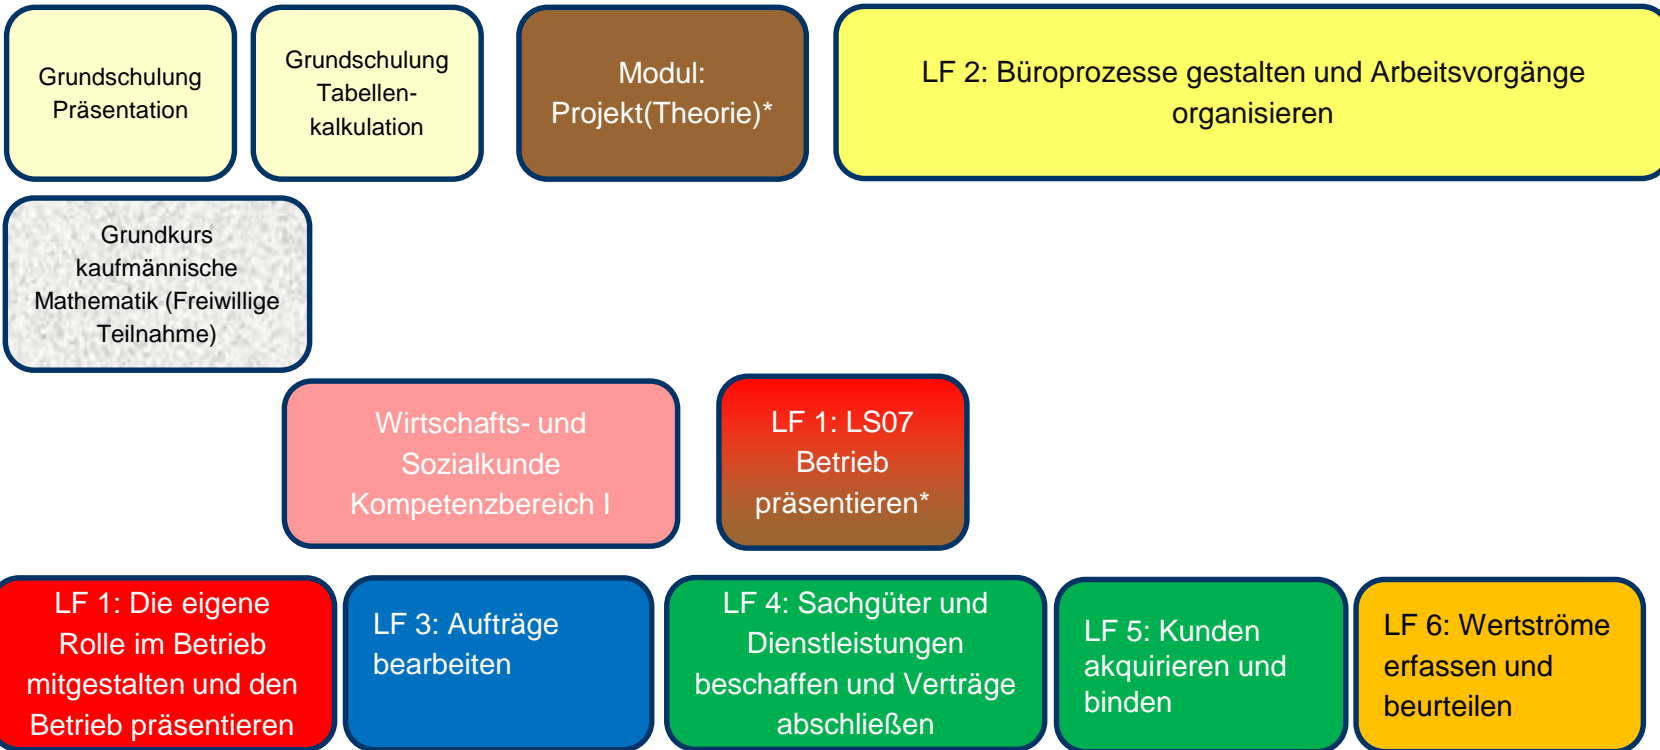 Grundschulung
Präsentation
Grundschulung
Tabellen-
kalkulation
Modul:
Projekt(Theorie)*
LF 2: Büroprozesse gestalten und Arbeitsvorgänge
organisieren
Grundkurs
kaufmännische
Mathematik (Freiwillige
Teilnahme)
Wirtschafts- und
Sozialkunde
Kompetenzbereich I
LF 1: LS07
Betrieb
präsentieren*
LF 1: Die eigene
Rolle im Betrieb
mitgestalten und den
Betrieb präsentieren
LF 3: Aufträge
bearbeiten
LF 4: Sachgüter und
Dienstleistungen
beschaffen und Verträge
abschließen
LF 5: Kunden
akquirieren und
binden
LF 6: Wertströme
erfassen und
beurteilen